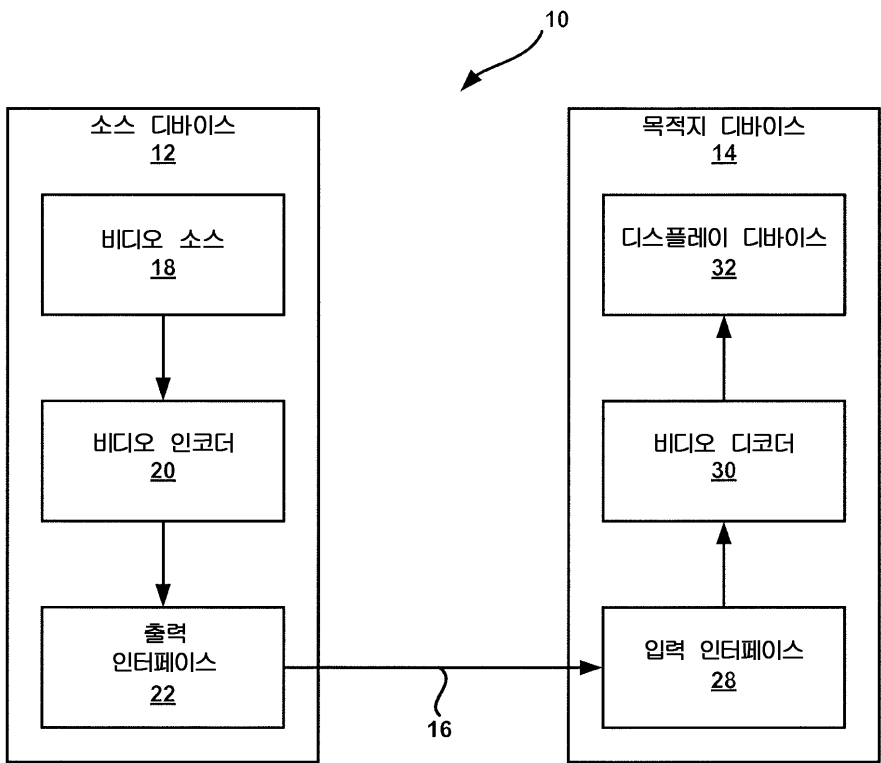 10
소스 디바이스
12
비디오 소스
18
비디오 인코더
20
출력
인터페이스
22
16
목적지 디바이스
14
디스플레이 디바이스
32
비디오 디코더
30
입력 인터페이스
28